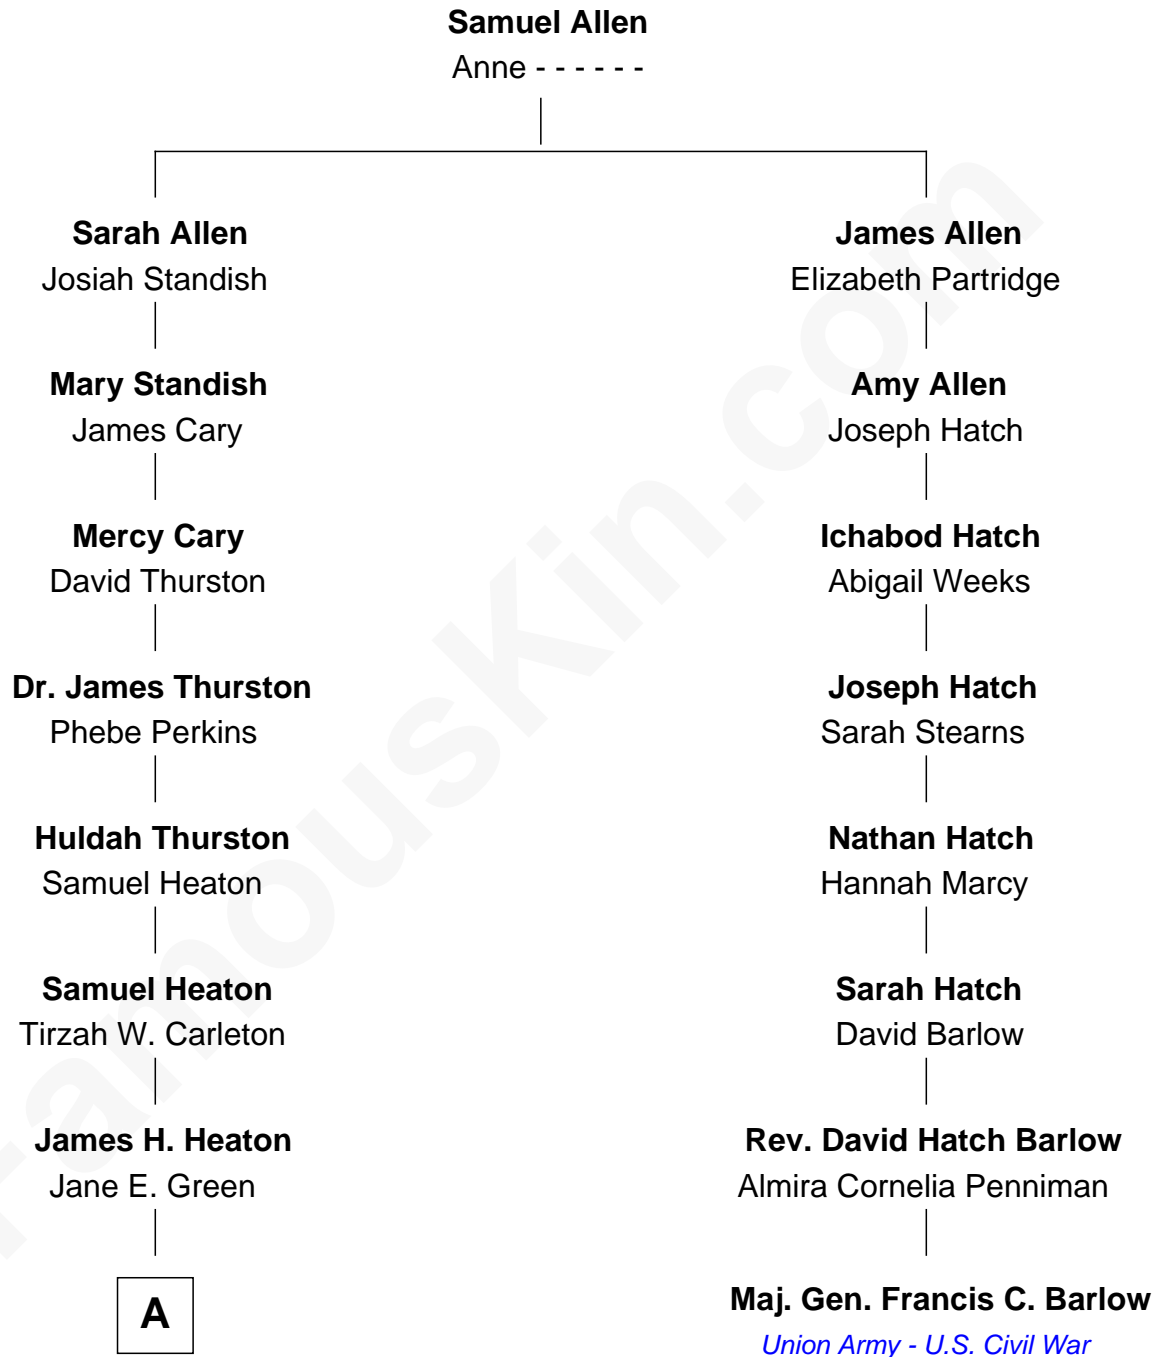 Samuel Allen
Anne - - - - - -
Sarah Allen
Josiah Standish
James Allen
Elizabeth Partridge
Mary Standish
James Cary
Amy Allen
Joseph Hatch
Mercy Cary
David Thurston
Ichabod Hatch
Abigail Weeks
Dr. James Thurston
Phebe Perkins
Joseph Hatch
Sarah Stearns
Huldah Thurston
Samuel Heaton
Nathan Hatch
Hannah Marcy
Samuel Heaton
Tirzah W. Carleton
Sarah Hatch
David Barlow
James H. Heaton
Jane E. Green
Rev. David Hatch Barlow
Almira Cornelia Penniman
A
Maj. Gen. Francis C. Barlow
Union Army - U.S. Civil War
FamousKin.com